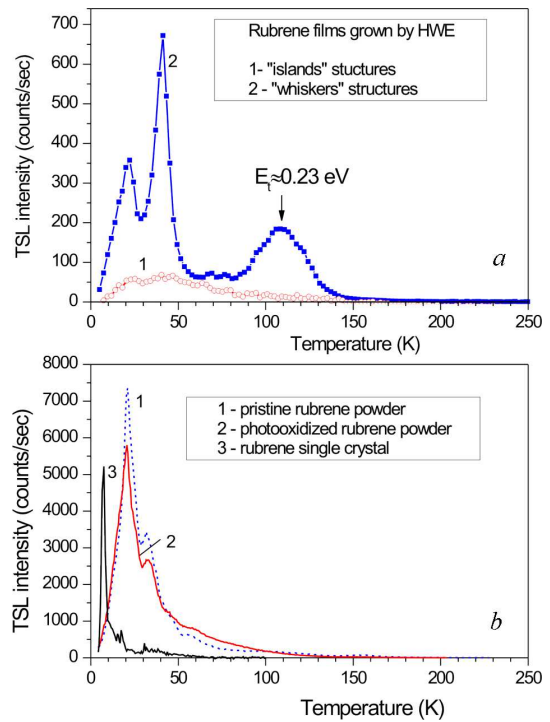 700
600
500
400
300
200
100
0
TSL intensity (counts/sec)
2
1
Rubrene films grown by HWE
1- "islands" stuctures
2 - "whiskers" structures
Et≈0.23 eV
a
0 50 100 150 200 250
Temperature (K)
8000
7000
6000
5000
4000
3000
2000
1000
0
TSL intensity (counts/sec)
1
3
2
1 - pristine rubrene powder
2 - photooxidized rubrene powder
3 - rubrene single crystal
b
0 50 100 150 200 250
Temperature (K)